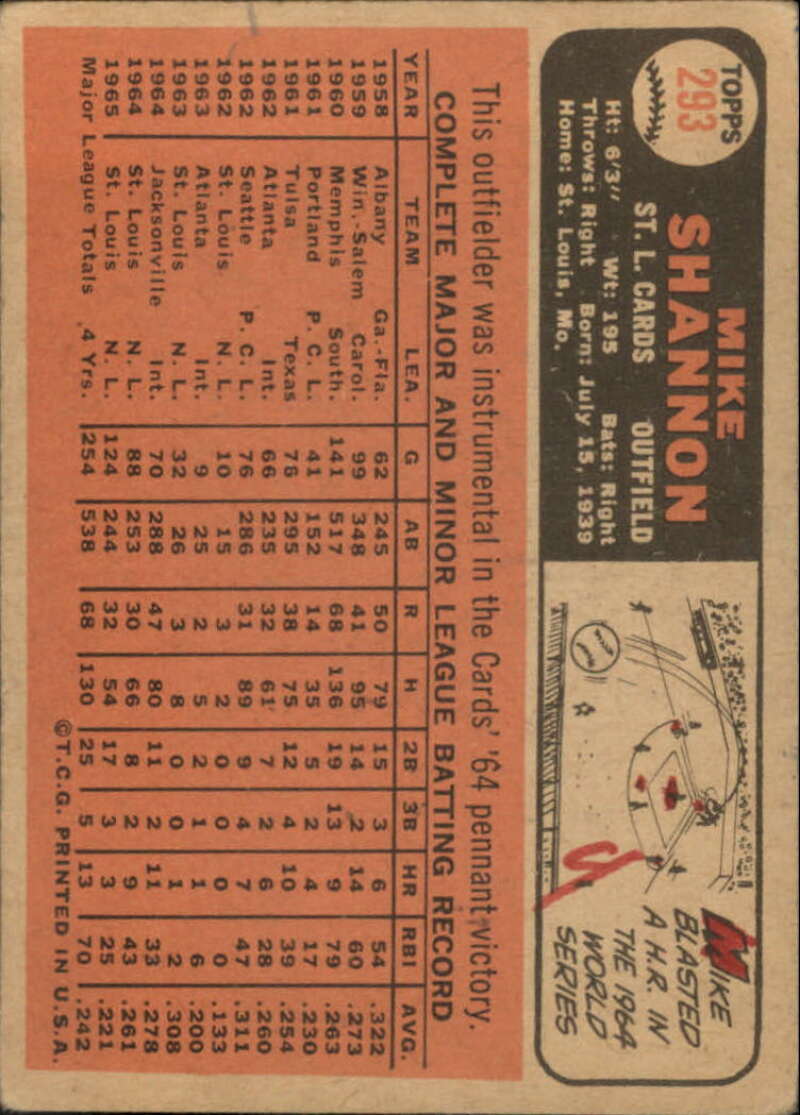 TOPPS
293
MIKE
SHANNON
ST. L. CARDS OUTFIELD
Ht: 6'3" Wt: 195 Bats: Right
Throws: Right Born: July 15, 1939
Home: St. Louis, Mo.
MIKE
BLASTED
A H.R. IN
THE 1964
WORLD
SERIES
This outfielder was instrumental in the Cards' '64 pennant victory.
COMPLETE MAJOR AND MINOR LEAGUE BATTING RECORD
YEAR TEAM LEA. G AB R H 2B 3B HR RBI AVG.
1958 Albany Ga.-Fla. 62 245 50 79 15 3 6 54 .322
1959 Win.-Salem Carol. 99 348 41 95 14 2 14 60 .273
1960 Memphis South. 141 517 68 136 19 13 9 79 .263
1961 Portland P. C. L. 41 152 14 35 5 2 4 17 .230
1961 Tulsa Texas 76 295 38 75 12 4 10 39 .254
1962 Atlanta Int. 66 235 32 61 7 2 6 28 .260
1962 Seattle P. C. L. 76 286 31 89 9 4 7 47 .311
1962 St. Louis N. L. 10 15 3 2 0 0 0 0 .133
1963 Atlanta Int. 9 25 2 5 2 1 1 6 .200
1963 St. Louis N. L. 32 26 3 8 0 0 1 2 .308
1964 Jacksonville Int. 70 288 47 80 11 2 11 33 .278
1964 St. Louis N. L. 88 253 30 66 8 2 9 43 .261
1965 St. Louis N. L. 124 244 32 54 17 3 3 25 .221
Major League Totals 4 Yrs. 254 538 68 130 25 5 13 70 .242
©T.C.G. PRINTED IN U.S.A.